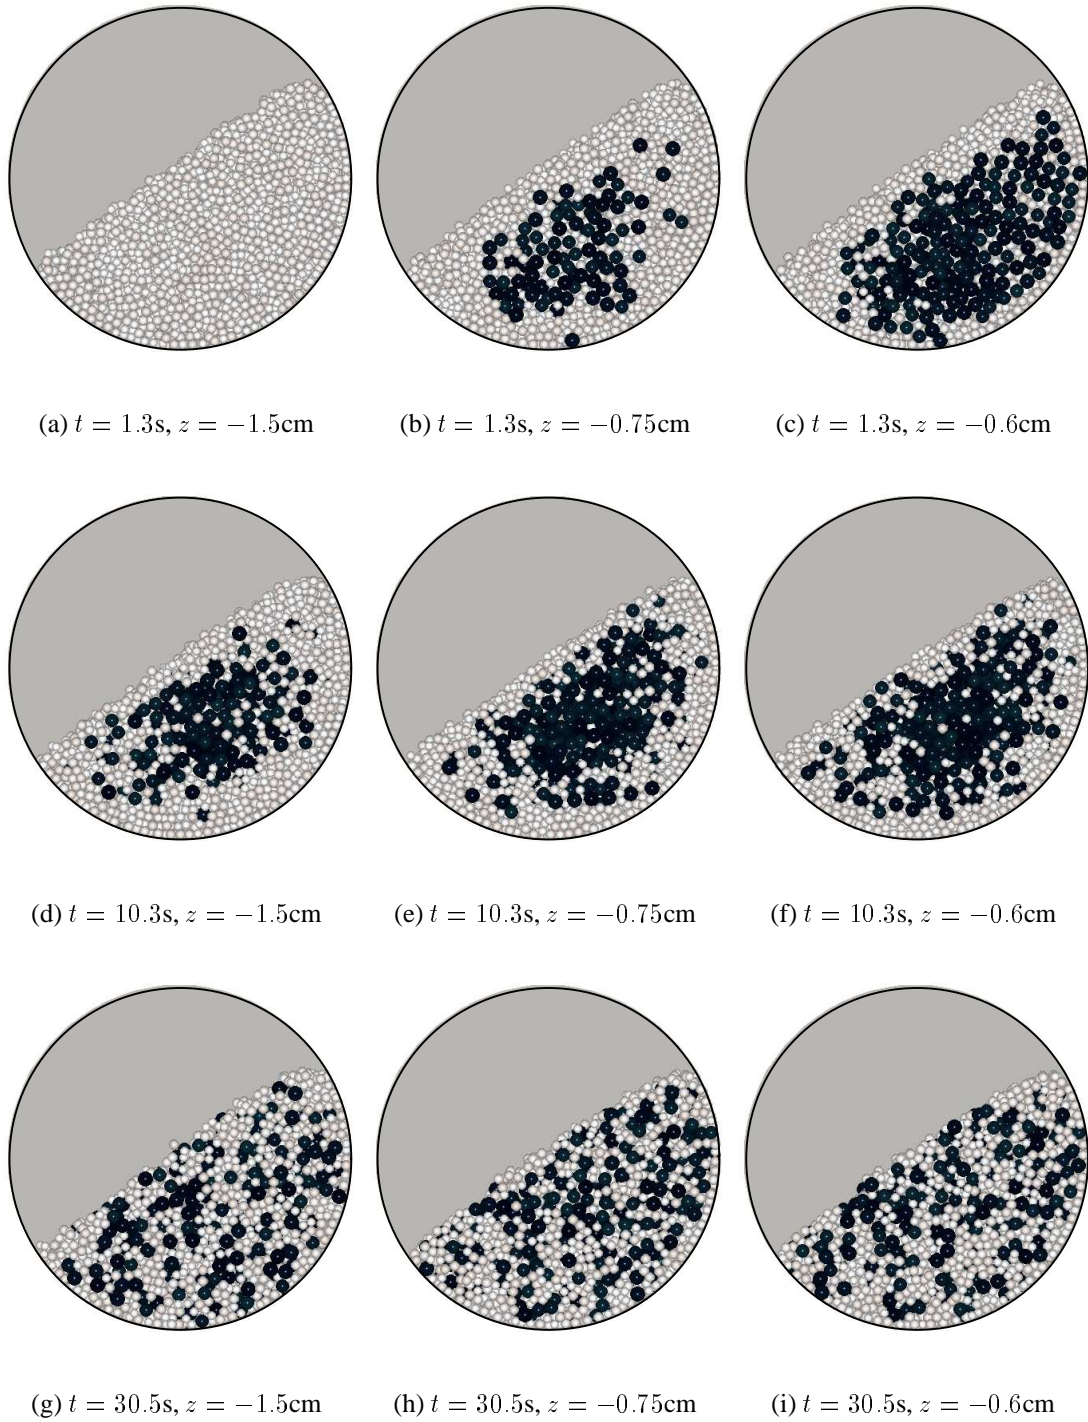 (a) t = 1.3s, z = −1.5cm
(b) t = 1.3s, z = −0.75cm
(c) t = 1.3s, z = −0.6cm
(d) t = 10.3s, z = −1.5cm
(e) t = 10.3s, z = −0.75cm
(f) t = 10.3s, z = −0.6cm
(g) t = 30.5s, z = −1.5cm
(h) t = 30.5s, z = −0.75cm
(i) t = 30.5s, z = −0.6cm